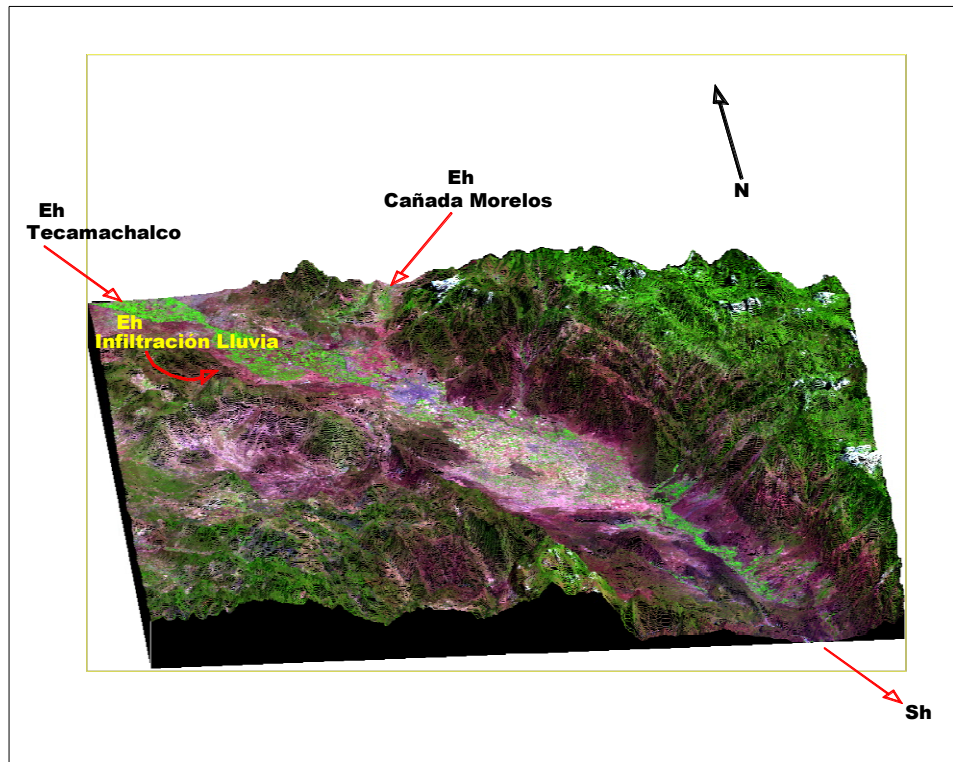 N
Eh
Cañada Morelos
Eh
Tecamachalco
Eh
Infiltración Lluvia
Sh